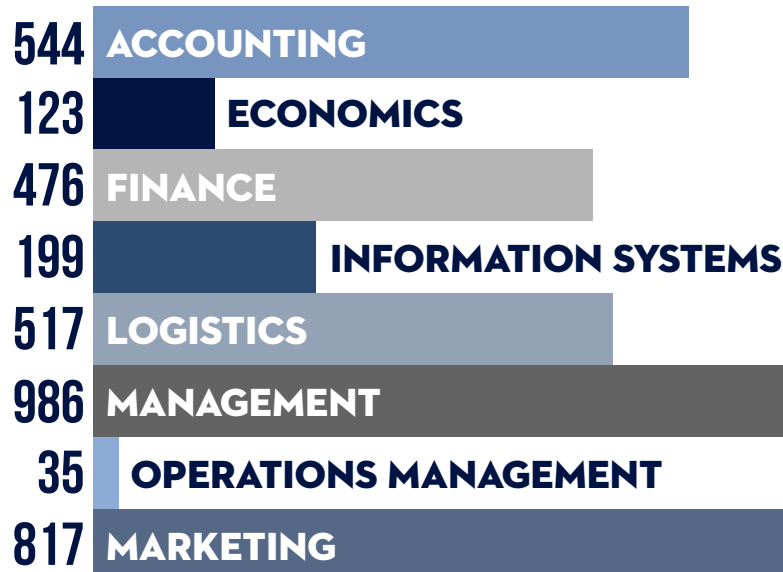 544 ACCOUNTING
123 ECONOMICS
476 FINANCE
199 INFORMATION SYSTEMS
517 LOGISTICS
986 MANAGEMENT
35 OPERATIONS MANAGEMENT
817 MARKETING